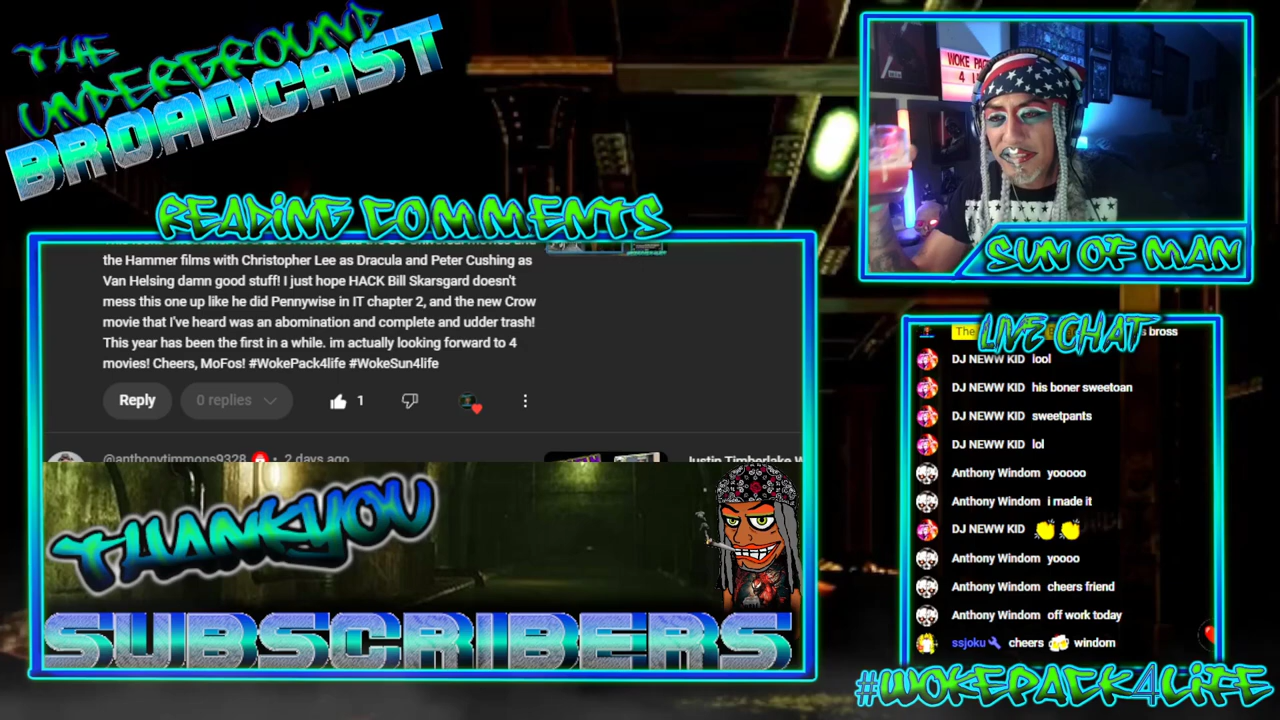 THE
UNDERGROUND
BROADCAST
WOKE PAC
4 L
SUN OF MAN
READING COMMENTS
the Hammer films with Christopher Lee as Dracula and Peter Cushing as
Van Helsing damn good stuff! I just hope HACK Bill Skarsgard doesn't
mess this one up like he did Pennywise in IT chapter 2, and the new Crow
movie that I've heard was an abomination and complete and udder trash!
This year has been the first in a while. im actually looking forward to 4
movies! Cheers, MoFos! #WokePack4life #WokeSun4life
Reply 0 replies 1
@anthonytimmons9328 • 2 days ago
Justin Timberlake W
THANKYOU
SUBSCRIBERS
LIVE CHAT
The bross
DJ NEWW KID lool
DJ NEWW KID his boner sweetoan
DJ NEWW KID sweetpants
DJ NEWW KID lol
Anthony Windom yooooo
Anthony Windom i made it
DJ NEWW KID 👏 👏
Anthony Windom yoooo
Anthony Windom cheers friend
Anthony Windom off work today
ssjoku🔧 cheers 🍻 windom
#WOKEPACK4LIFE